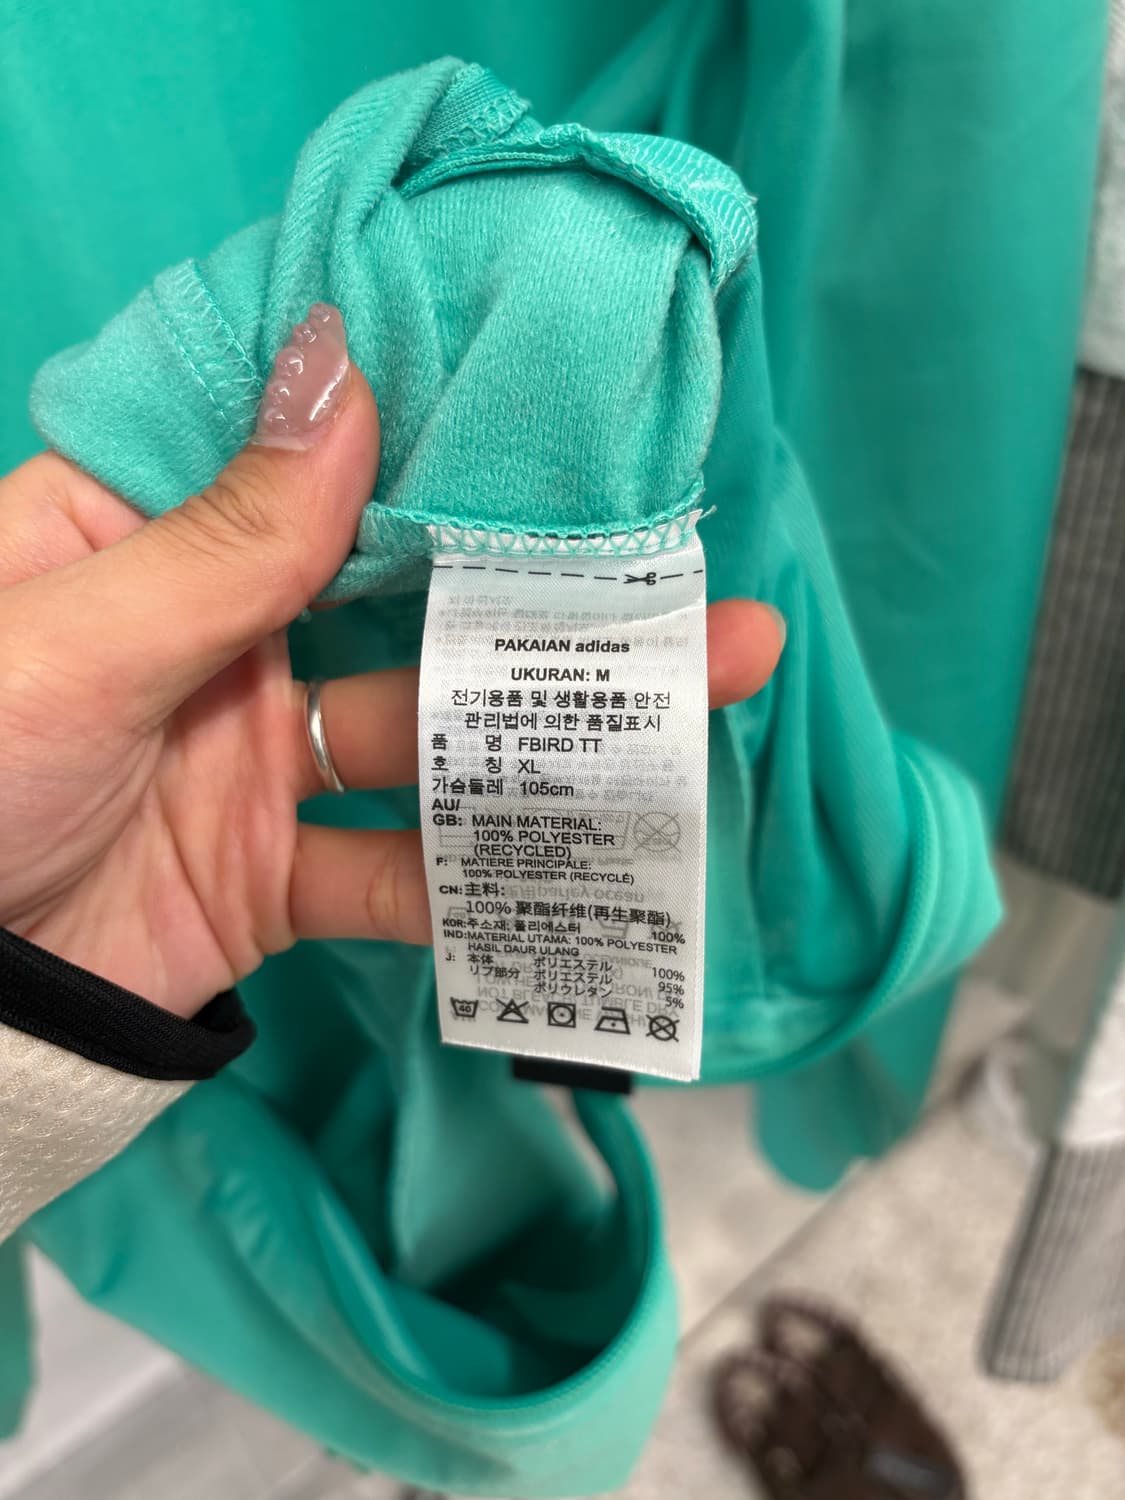 PAKAIAN adidas
UKURAN: M
전기용품 및 생활용품 안전
관리법에 의한 품질표시
품 명 FBIRD TT
호 칭 XL
가슴둘레 105cm
AU/
GB: MAIN MATERIAL:
100% POLYESTER
(RECYCLED)
F: MATIERE PRINCIPALE:
100% POLYESTER (RECYCLÉ)
CN: 主料:
100% 聚酯纤维(再生聚酯)
KOR: 주소재: 폴리에스터 100%
IND: MATERIAL UTAMA: 100% POLYESTER
HASIL DAUR ULANG
J: 本体 ポリエステル 100%
リブ部分 ポリエステル 95%
ポリウレタン 5%
40